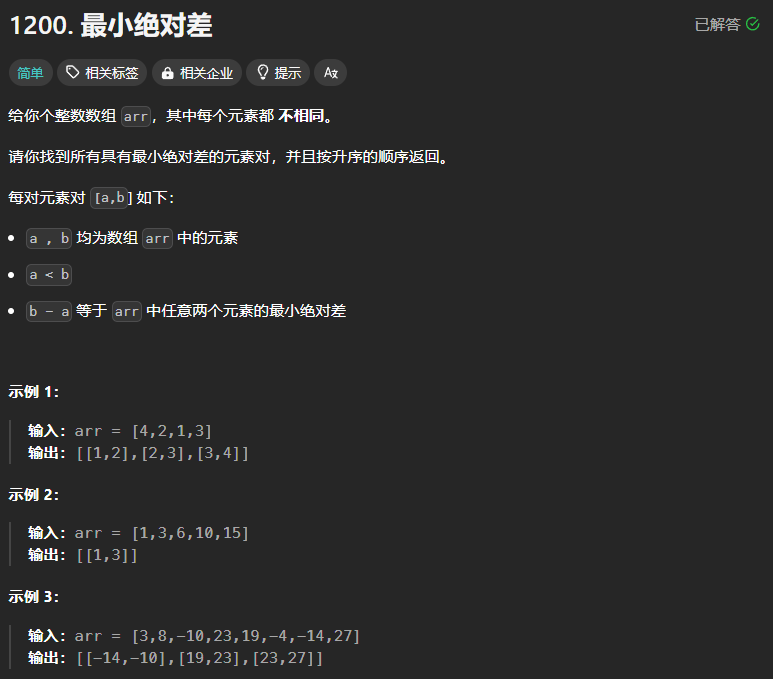 1200. 最小绝对差
已解答
简单 相关标签 相关企业 提示
给你个整数数组 arr，其中每个元素都 不相同。
请你找到所有具有最小绝对差的元素对，并且按升序的顺序返回。
每对元素对 [a,b] 如下：
a , b 均为数组 arr 中的元素
a < b
b - a 等于 arr 中任意两个元素的最小绝对差
示例 1：
输入：arr = [4,2,1,3]
输出：[[1,2],[2,3],[3,4]]
示例 2：
输入：arr = [1,3,6,10,15]
输出：[[1,3]]
示例 3：
输入：arr = [3,8,-10,23,19,-4,-14,27]
输出：[[-14,-10],[19,23],[23,27]]